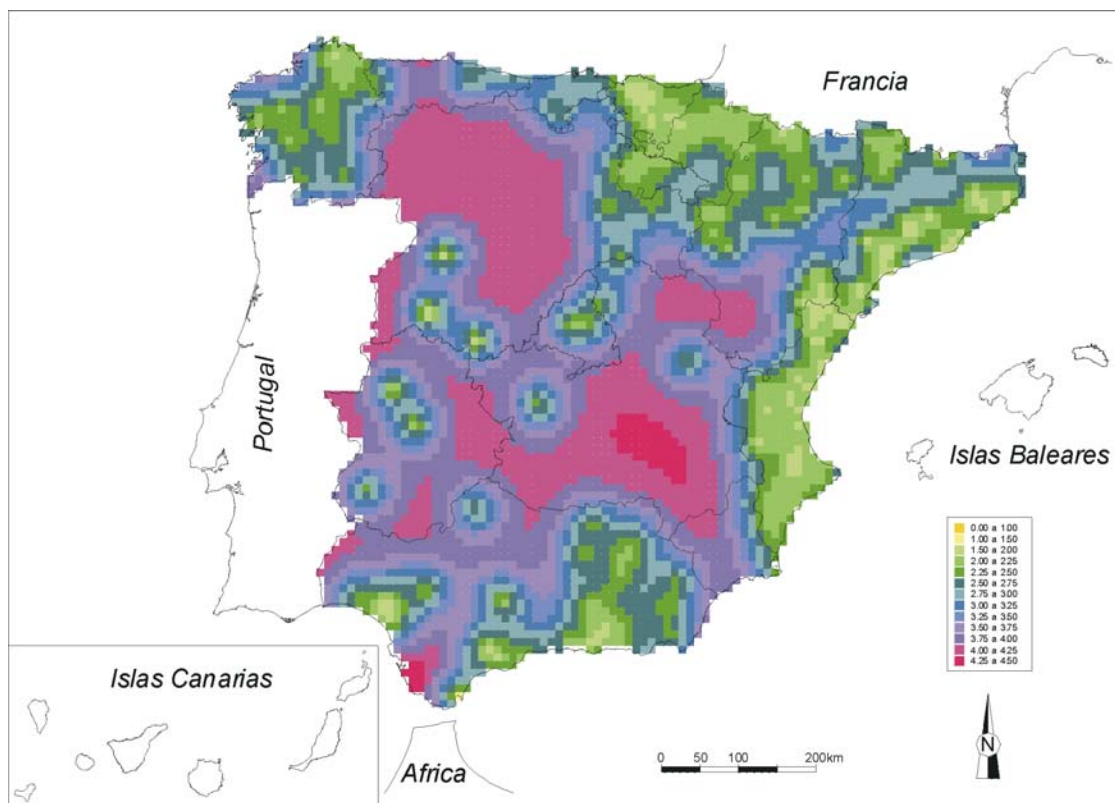 Francia
Portugal
Islas Baleares
0.00 a 1.00
1.00 a 1.50
1.50 a 2.00
2.00 a 2.25
2.25 a 2.50
2.50 a 2.75
2.75 a 3.00
3.00 a 3.25
3.25 a 3.50
3.50 a 3.75
3.75 a 4.00
4.00 a 4.25
4.25 a 4.50
Islas Canarias
Africa
0 50 100 200km
N